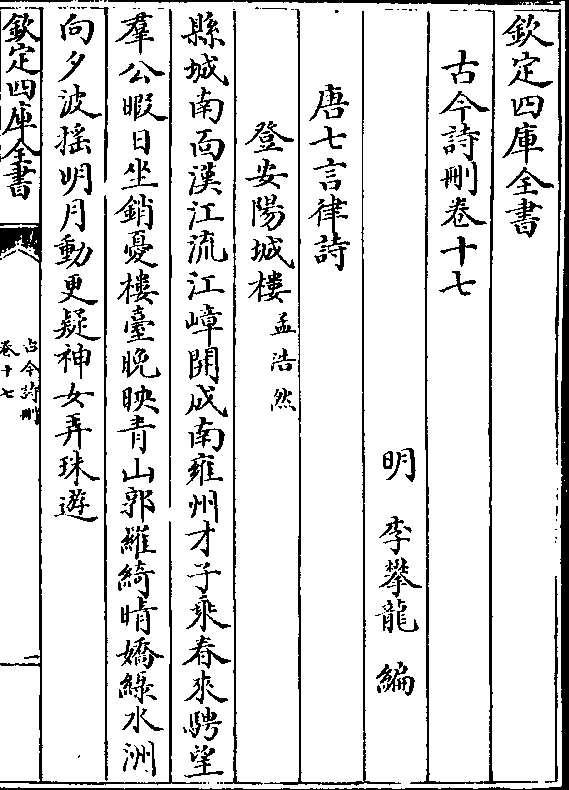 欽定四庫全書
古今詩刪卷十七
明　李攀龍　編
唐七言律詩
登安陽城樓　孟浩然
縣城南面漢江流江嶂開成南雍州才子乘春來騁望
羣公暇日坐銷憂樓臺晚映青山郭羅綺晴嬌綠水洲
向夕波揺明月動更疑神女弄珠遊
欽定四庫全書
古今詩刪
卷十七
一